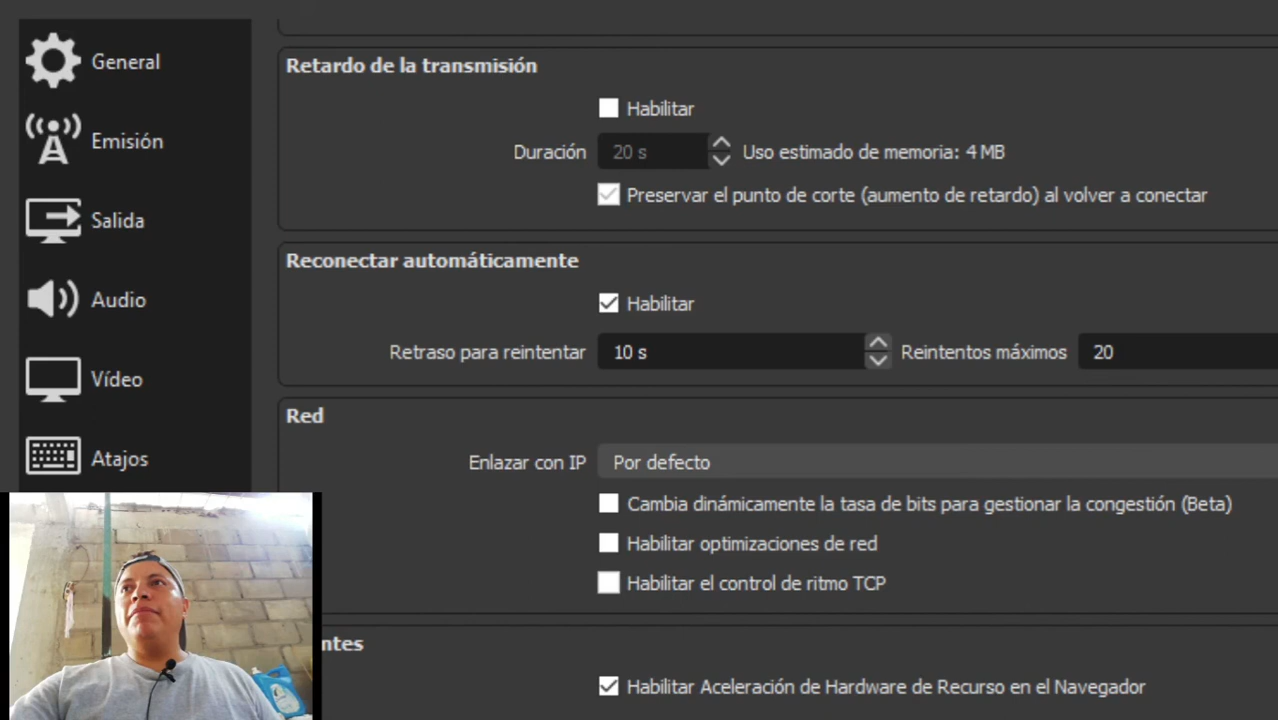 General
Emisión
Salida
Audio
Vídeo
Atajos
Retardo de la transmisión
Habilitar
Duración 20 s Uso estimado de memoria: 4 MB
Preservar el punto de corte (aumento de retardo) al volver a conectar
Reconectar automáticamente
Habilitar
Retraso para reintentar 10 s Reintentos máximos 20
Red
Enlazar con IP Por defecto
Cambia dinámicamente la tasa de bits para gestionar la congestión (Beta)
Habilitar optimizaciones de red
Habilitar el control de ritmo TCP
ntes
Habilitar Aceleración de Hardware de Recurso en el Navegador